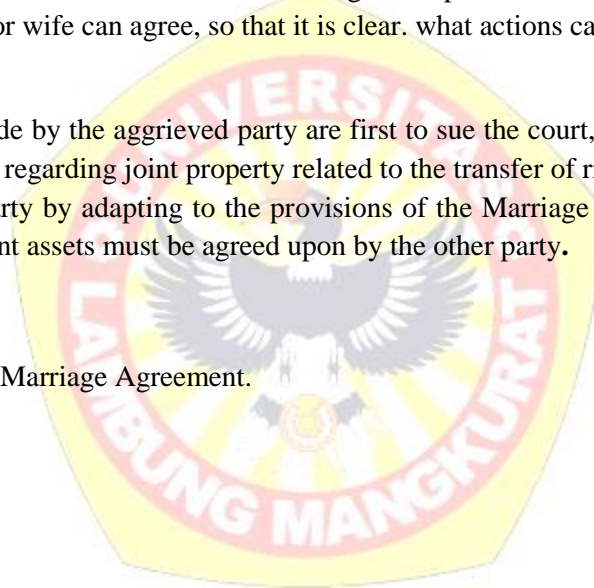 or wife can agree, so that it is clear. what actions ca
de by the aggrieved party are first to sue the court,
regarding joint property related to the transfer of r
arty by adapting to the provisions of the Marriage
nt assets must be agreed upon by the other party.
Marriage Agreement.
UNIVERSITAS
LAMBUNG MANGKURAT